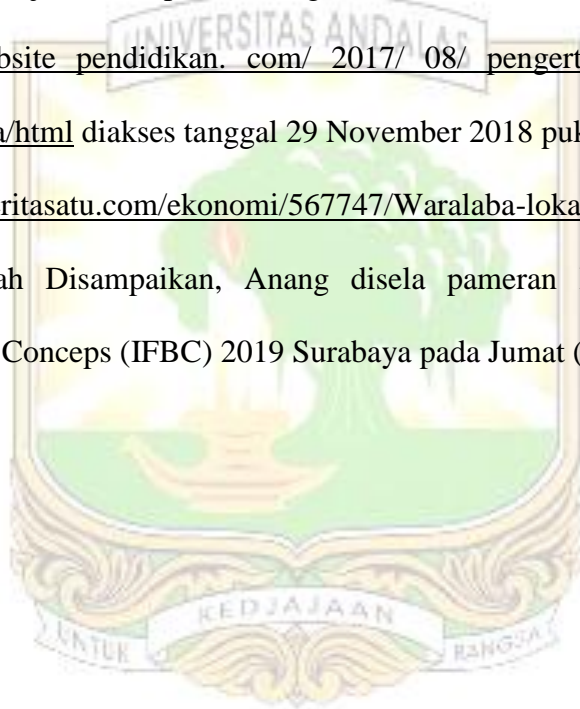 UNIVERSITAS ANDALAS
bsite pendidikan. com/ 2017/ 08/ pengert
a/html diakses tanggal 29 November 2018 puk
eritasatu.com/ekonomi/567747/Waralaba-loka
ah Disampaikan, Anang disela pameran
Conceps (IFBC) 2019 Surabaya pada Jumat (
KEDJAJAAN
UNTUK BANGSA